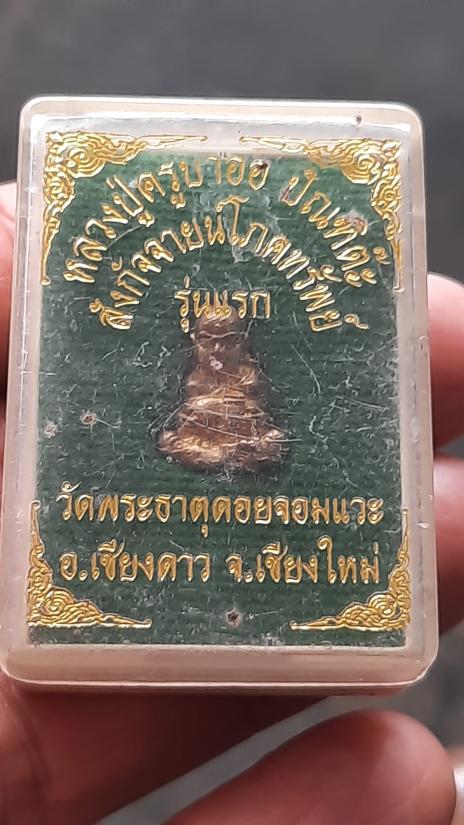 หลวงปู่ครูบาออ ปัณฑิต๊ะ
สังกัจจายน์โภคทรัพย์
รุ่นแรก
วัดพระธาตุดอยจอมแวะ
อ.เชียงดาว จ.เชียงใหม่